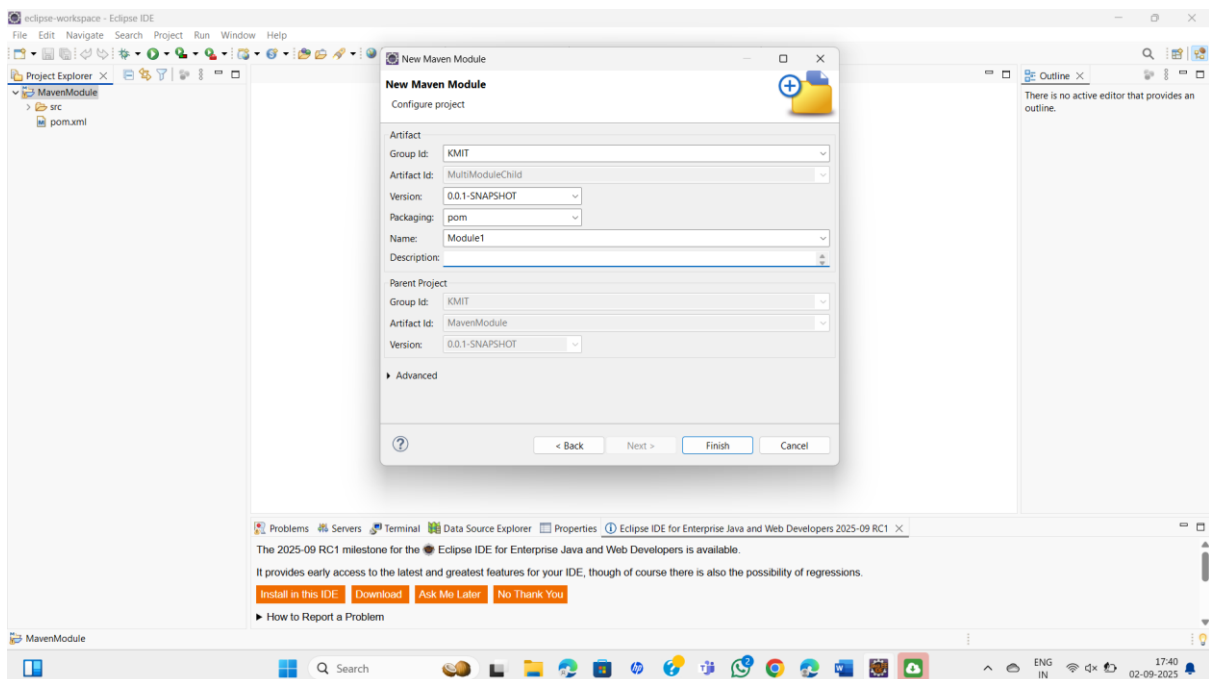 eclipse-workspace - Eclipse IDE
File Edit Navigate Search Project Run Window Help
Project Explorer
MavenModule
src
pom.xml
New Maven Module
New Maven Module
Configure project
Artifact
Group Id: KMIT
Artifact Id: MultiModuleChild
Version: 0.0.1-SNAPSHOT
Packaging: pom
Name: Module1
Description:
Parent Project
Group Id: KMIT
Artifact Id: MavenModule
Version: 0.0.1-SNAPSHOT
Advanced
< Back Next > Finish Cancel
Outline
There is no active editor that provides an
outline.
Problems Servers Terminal Data Source Explorer Properties Eclipse IDE for Enterprise Java and Web Developers 2025-09 RC1
The 2025-09 RC1 milestone for the Eclipse IDE for Enterprise Java and Web Developers is available.
It provides early access to the latest and greatest features for your IDE, though of course there is also the possibility of regressions.
Install in this IDE Download Ask Me Later No Thank You
How to Report a Problem
MavenModule
Search
ENG
IN
17:40
02-09-2025